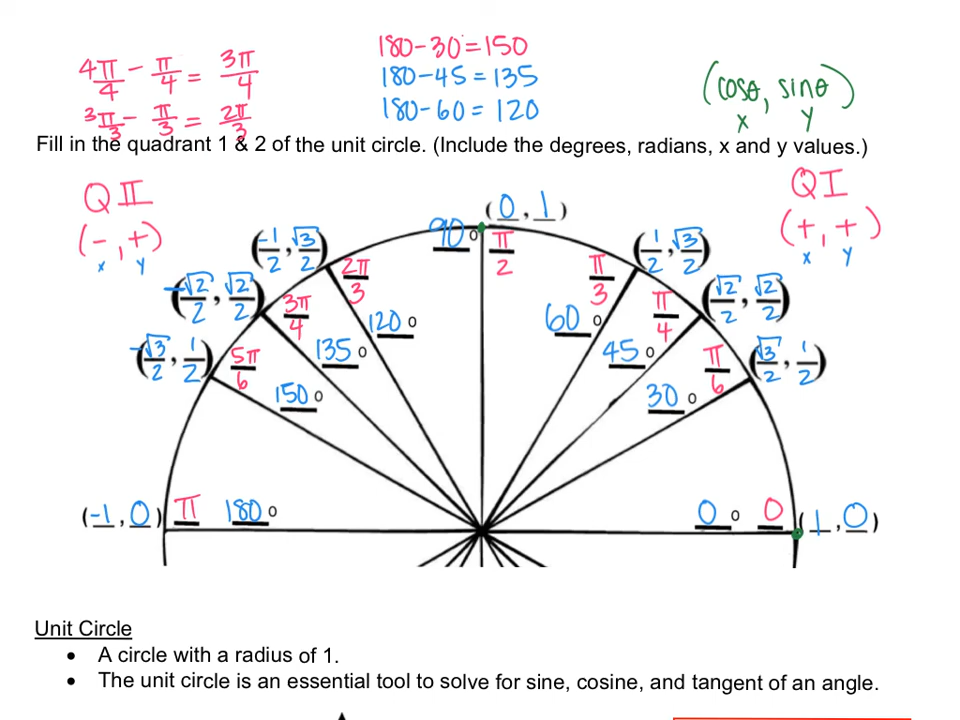 4π/4 - π/4 = 3π/4
3π/3 - π/3 = 2π/3
180-30=150
180-45=135
180-60=120
(cosθ, sinθ)
x y
Fill in the quadrant 1 & 2 of the unit circle. (Include the degrees, radians, x and y values.)
Q II
(-, +)
x y
Q I
(+, +)
x y
(0, 1)
90° π/2
(-1/2, √3/2) 2π/3 120°
(-√2/2, √2/2) 3π/4 135°
(-√3/2, 1/2) 5π/6 150°
π/3 60° (1/2, √3/2)
π/4 45° (√2/2, √2/2)
π/6 30° (√3/2, 1/2)
(-1, 0) π 180° 0° 0 (1, 0)
Unit Circle
• A circle with a radius of 1.
• The unit circle is an essential tool to solve for sine, cosine, and tangent of an angle.